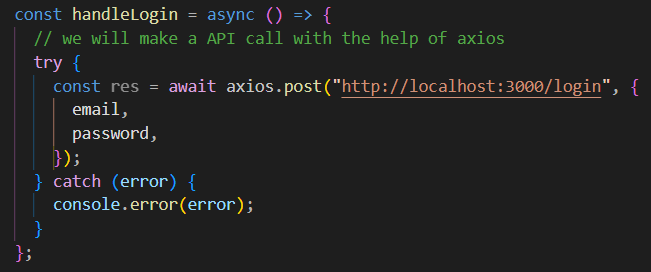 const handleLogin = async () => {
  // we will make a API call with the help of axios
  try {
    const res = await axios.post("http://localhost:3000/login", {
      email,
      password,
    });
  } catch (error) {
    console.error(error);
  }
};